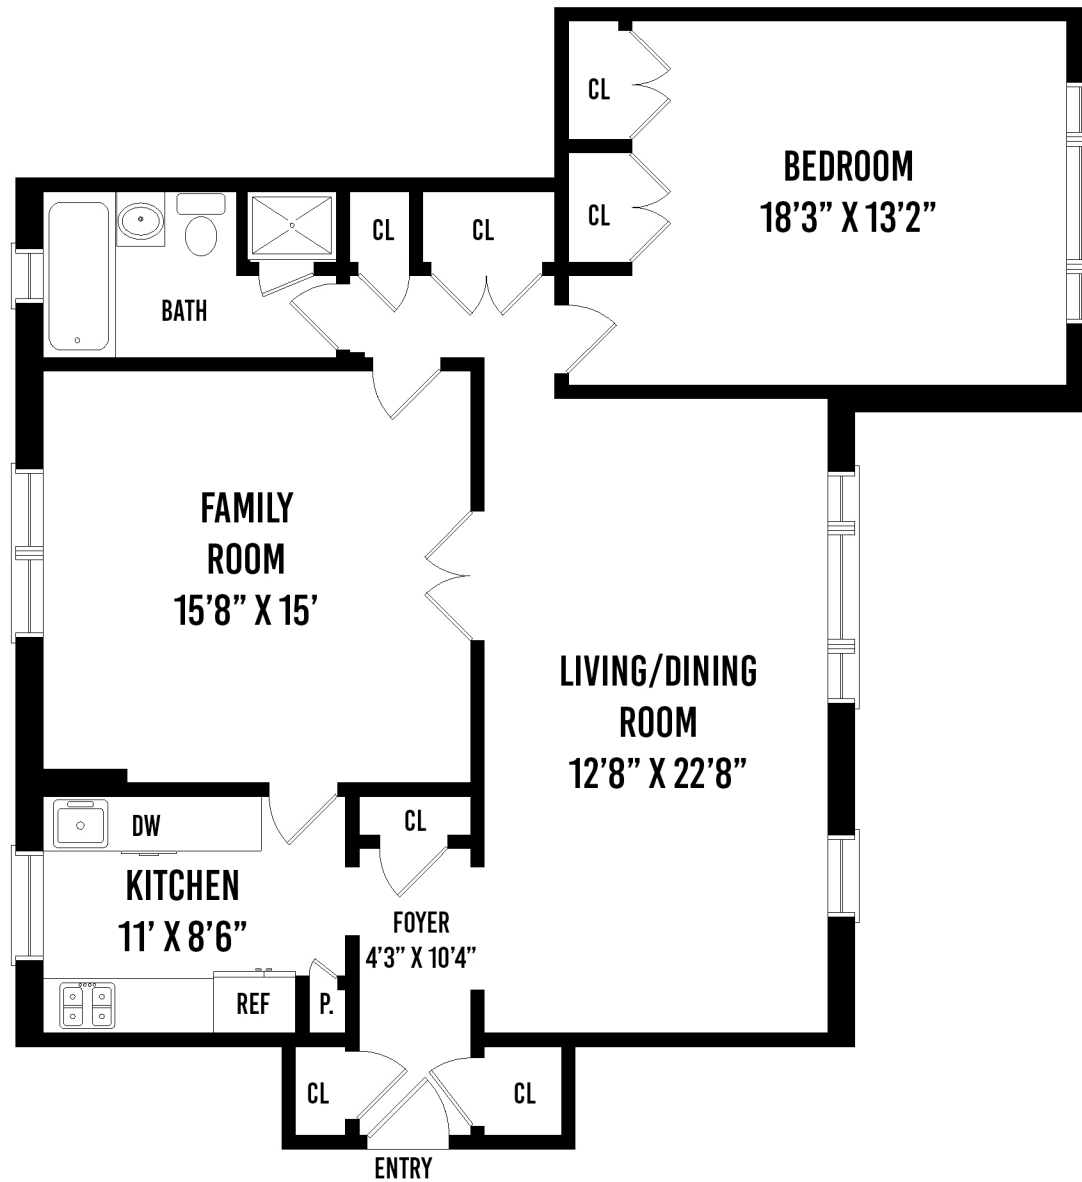 CL
BEDROOM
18'3” X 13'2”
CL
CL
CL
BATH
FAMILY
ROOM
15'8” X 15'
LIVING/DINING
ROOM
12'8” X 22'8”
CL
DW
KITCHEN
11' X 8'6”
FOYER
4'3” X 10'4”
REF
P.
CL
CL
ENTRY